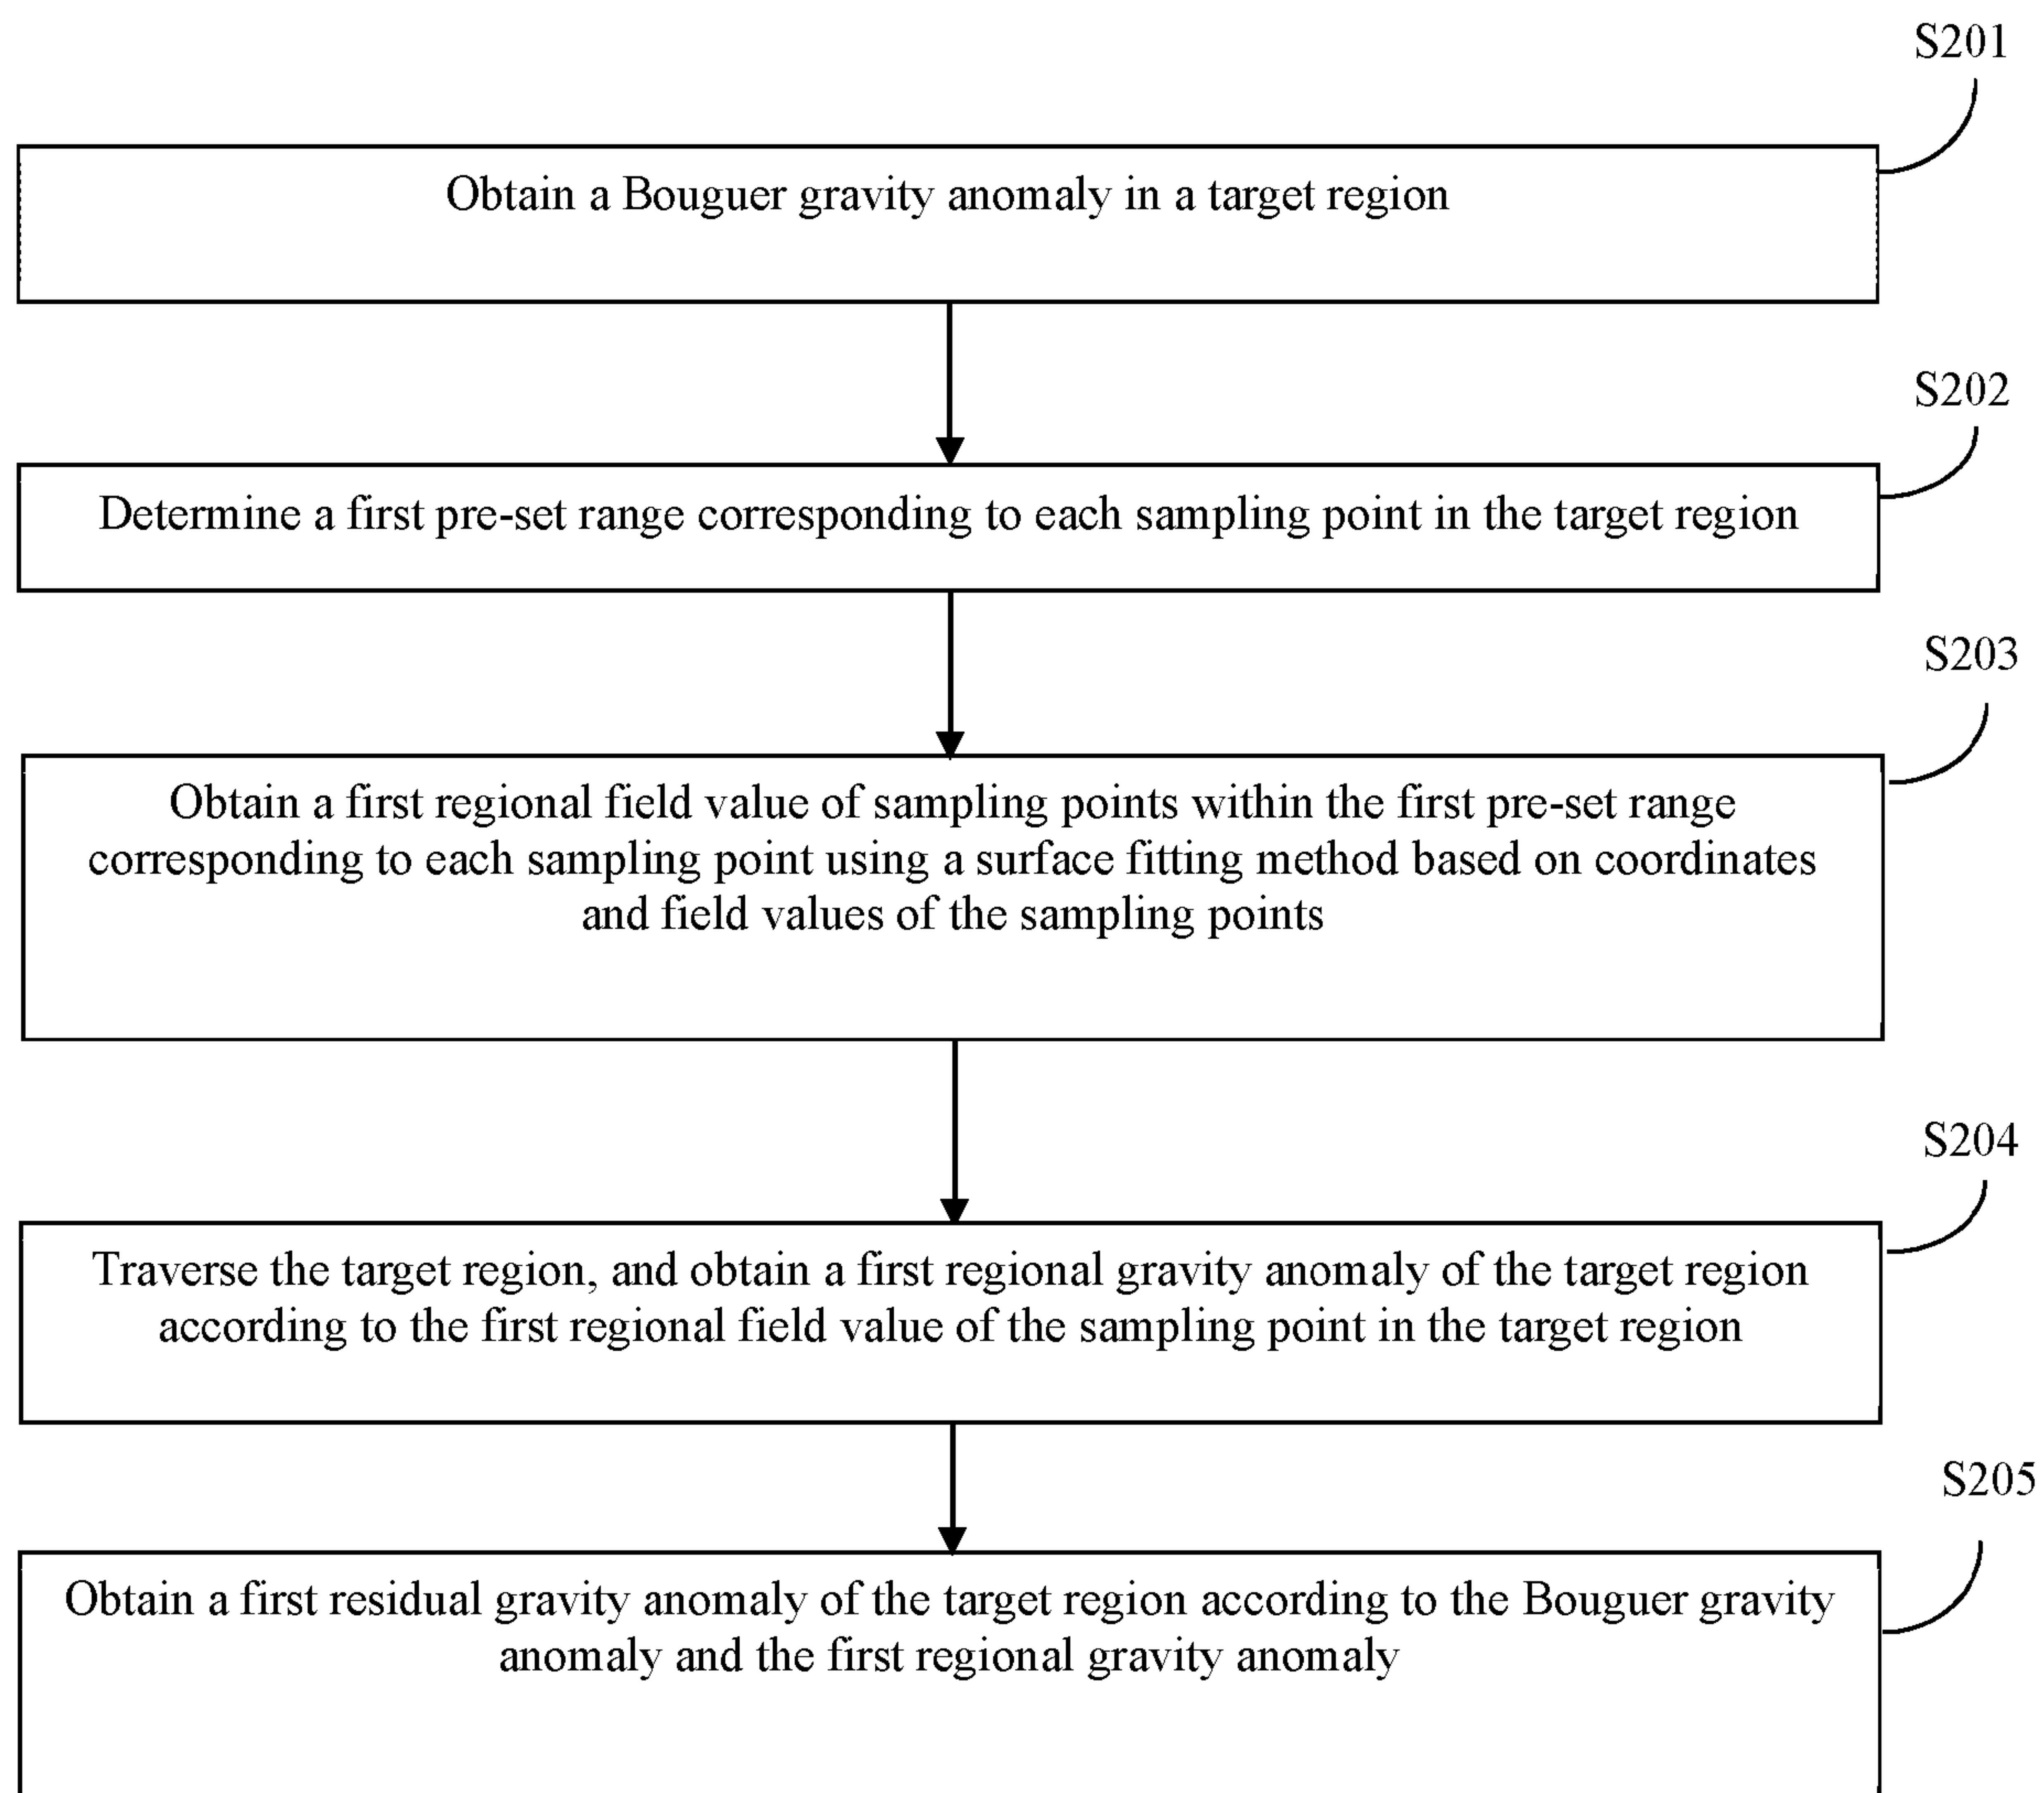 S201
Obtain a Bouguer gravity anomaly in a target region
S202
Determine a first pre-set range corresponding to each sampling point in the target region
S203
Obtain a first regional field value of sampling points within the first pre-set range
corresponding to each sampling point using a surface fitting method based on coordinates
and field values of the sampling points
S204
Traverse the target region, and obtain a first regional gravity anomaly of the target region
according to the first regional field value of the sampling point in the target region
S205
Obtain a first residual gravity anomaly of the target region according to the Bouguer gravity
anomaly and the first regional gravity anomaly